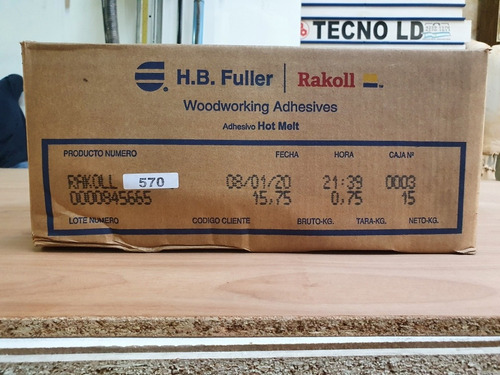 TECNO LD
H.B. Fuller | Rakoll
Woodworking Adhesives
Adhesivo Hot Melt
PRODUCTO NUMERO FECHA HORA CAJA Nº
RAKOLL 570 08/01/20 21:39 0003
0000845665 15,75 0,75 15
LOTE NUMERO CODIGO CLIENTE BRUTO-KG. TARA-KG. NETO-KG.